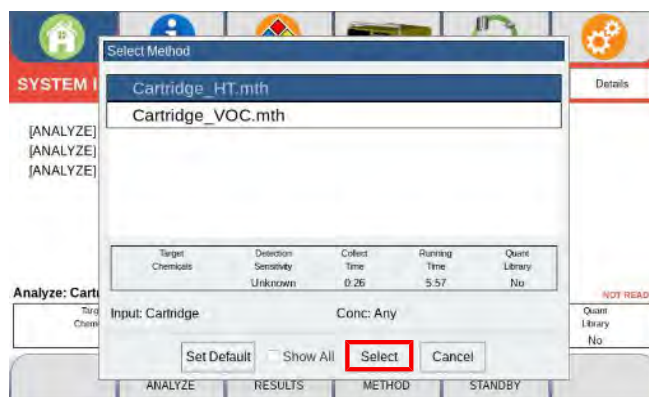 Select Method
SYSTEM I
Details
Cartridge_HT.mth
Cartridge_VOC.mth
[ANALYZE]
[ANALYZE]
[ANALYZE]
Target Chemicals
Detection Sensitivity
Collect Time
Running Time
Quant Library
Unknown
0:26
5:57
No
Analyze: Cart
NOT READ
Input: Cartridge
Conc: Any
Quant Library
No
Set Default
Show All
Select
Cancel
ANALYZE
RESULTS
METHOD
STANDBY